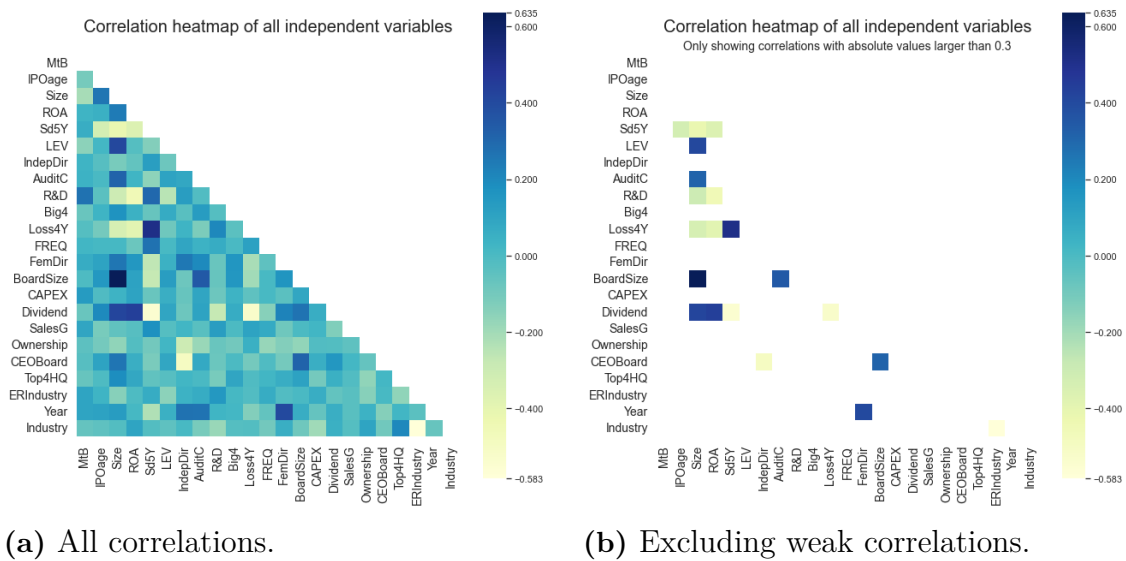 Correlation heatmap of all independent variables
MtB
IPOage
Size
ROA
Sd5Y
LEV
IndepDir
AuditC
R&D
Big4
Loss4Y
FREQ
FemDir
BoardSize
CAPEX
Dividend
SalesG
Ownership
CEOBoard
Top4HQ
ERIndustry
Year
Industry
MtB
IPOage
Size
ROA
Sd5Y
LEV
IndepDir
AuditC
R&D
Big4
Loss4Y
FREQ
FemDir
BoardSize
CAPEX
Dividend
SalesG
Ownership
CEOBoard
Top4HQ
ERIndustry
Year
Industry
0.635
0.600
0.400
0.200
0.000
−0.200
−0.400
−0.583
(a) All correlations.
Correlation heatmap of all independent variables
Only showing correlations with absolute values larger than 0.3
MtB
IPOage
Size
ROA
Sd5Y
LEV
IndepDir
AuditC
R&D
Big4
Loss4Y
FREQ
FemDir
BoardSize
CAPEX
Dividend
SalesG
Ownership
CEOBoard
Top4HQ
ERIndustry
Year
Industry
MtB
IPOage
Size
ROA
Sd5Y
LEV
IndepDir
AuditC
R&D
Big4
Loss4Y
FREQ
FemDir
BoardSize
CAPEX
Dividend
SalesG
Ownership
CEOBoard
Top4HQ
ERIndustry
Year
Industry
0.635
0.600
0.400
0.200
0.000
−0.200
−0.400
−0.583
(b) Excluding weak correlations.